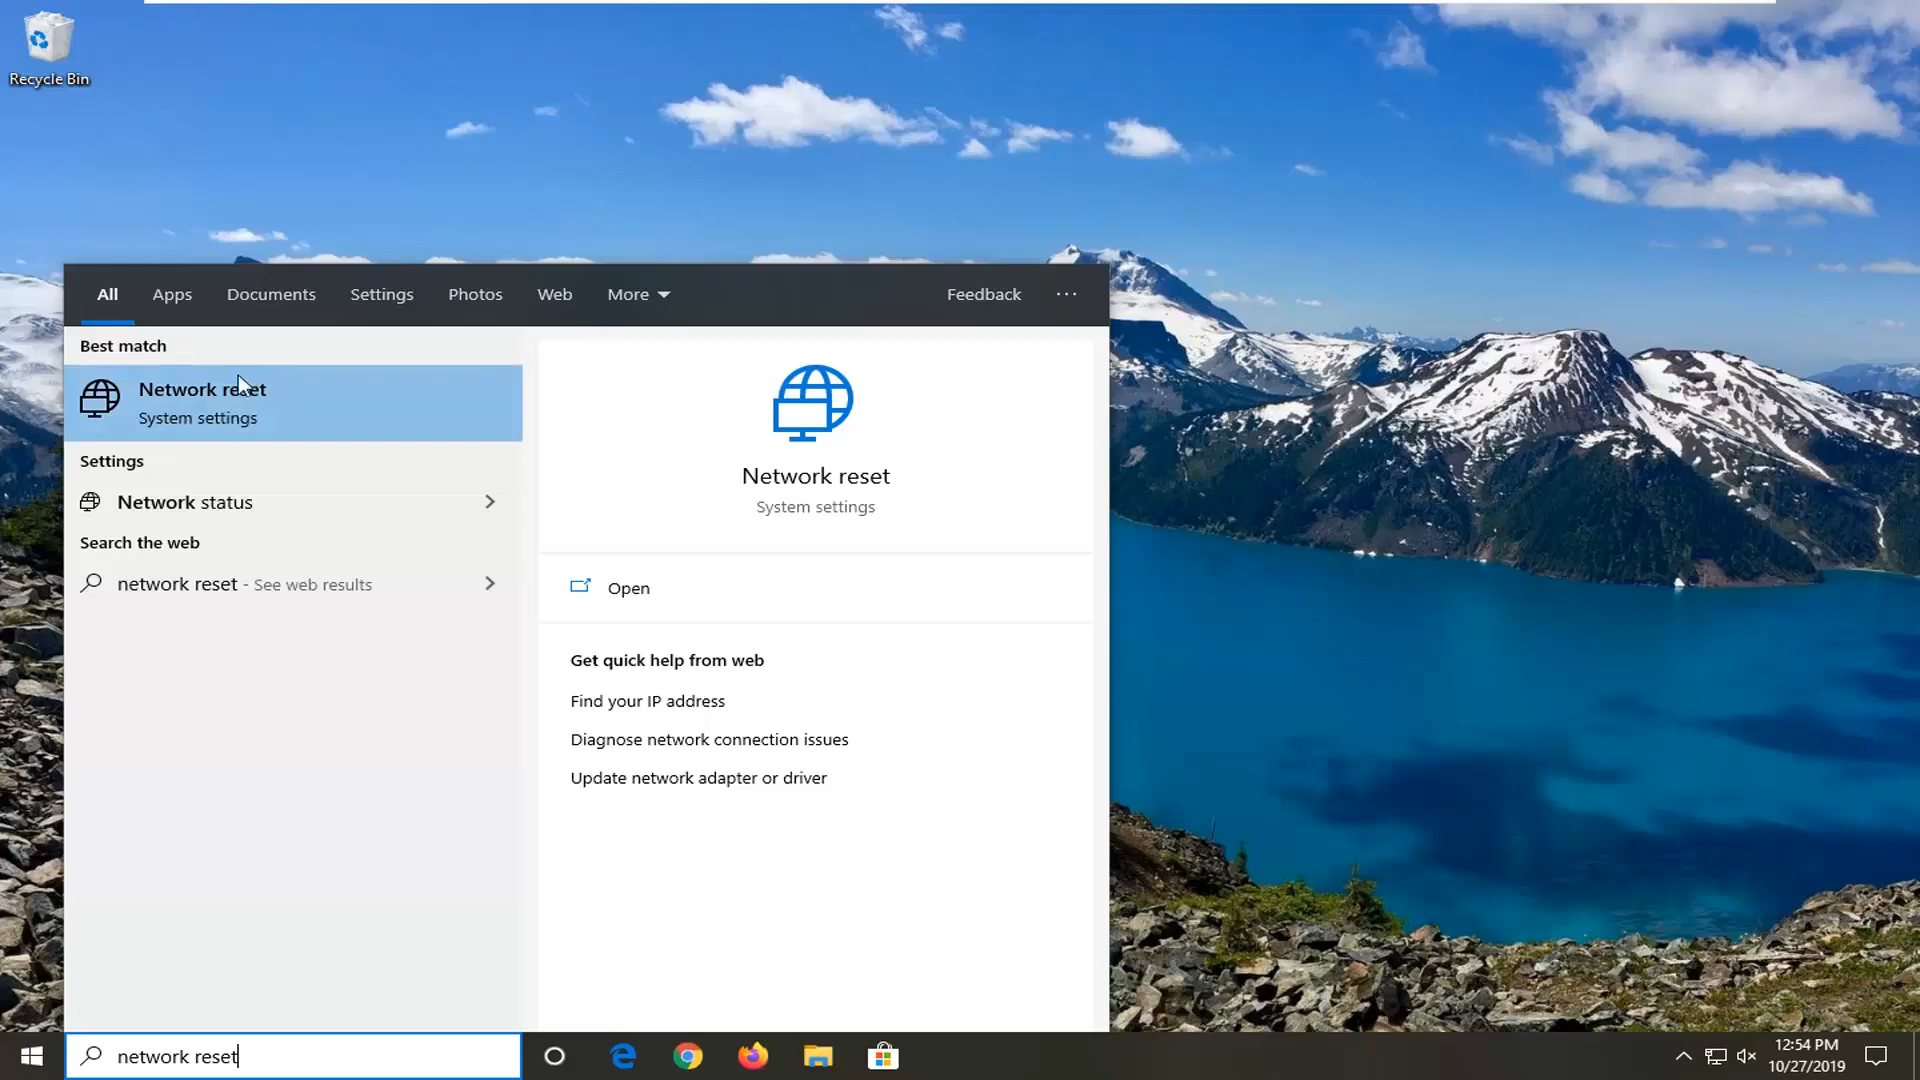 Recycle Bin
All Apps Documents Settings Photos Web More Feedback ...
Best match
Network reset
System settings
Settings
Network status
Search the web
network reset - See web results
Network reset
System settings
Open
Get quick help from web
Find your IP address
Diagnose network connection issues
Update network adapter or driver
network reset
12:54 PM
10/27/2019